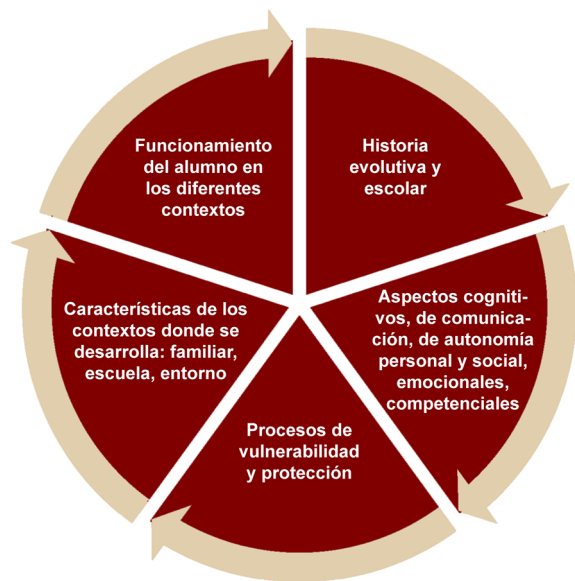 Funcionamiento
del alumno en
los diferentes
contextos
Historia
evolutiva y
escolar
Aspectos cogniti-
vos, de comunica-
ción, de autonomía
personal y social,
emocionales,
competenciales
Procesos de
vulnerabilidad
y protección
Características de los
contextos donde se
desarrolla: familiar,
escuela, entorno